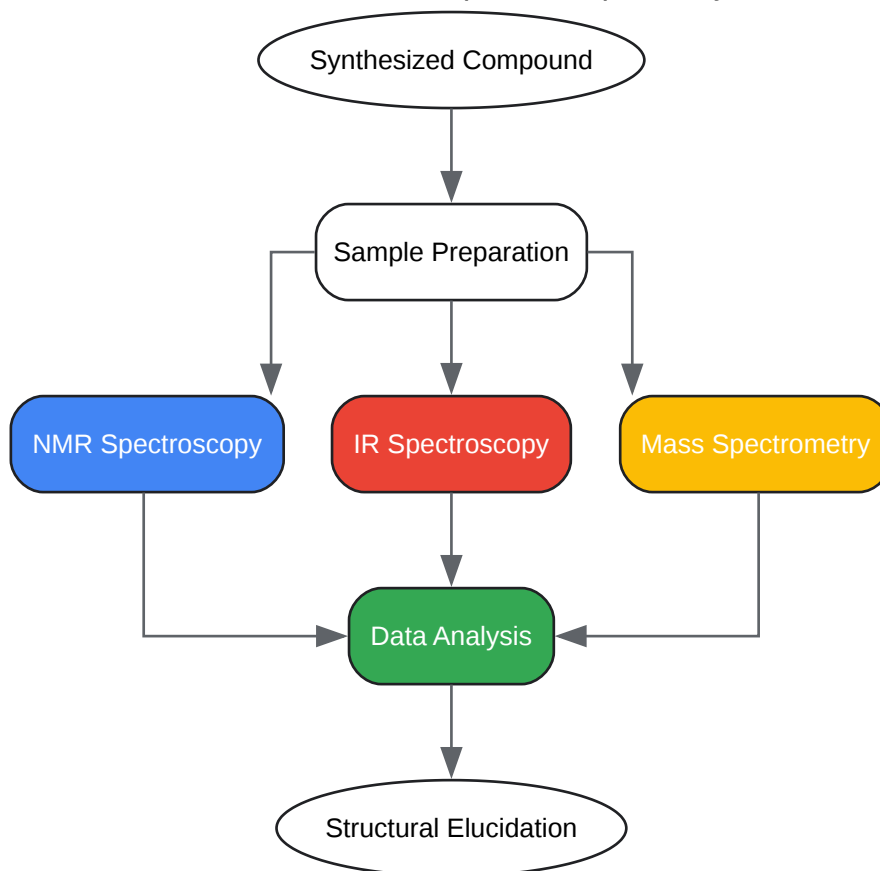 Synthesized Compound
Sample Preparation
NMR Spectroscopy
IR Spectroscopy
Mass Spectrometry
Data Analysis
Structural Elucidation